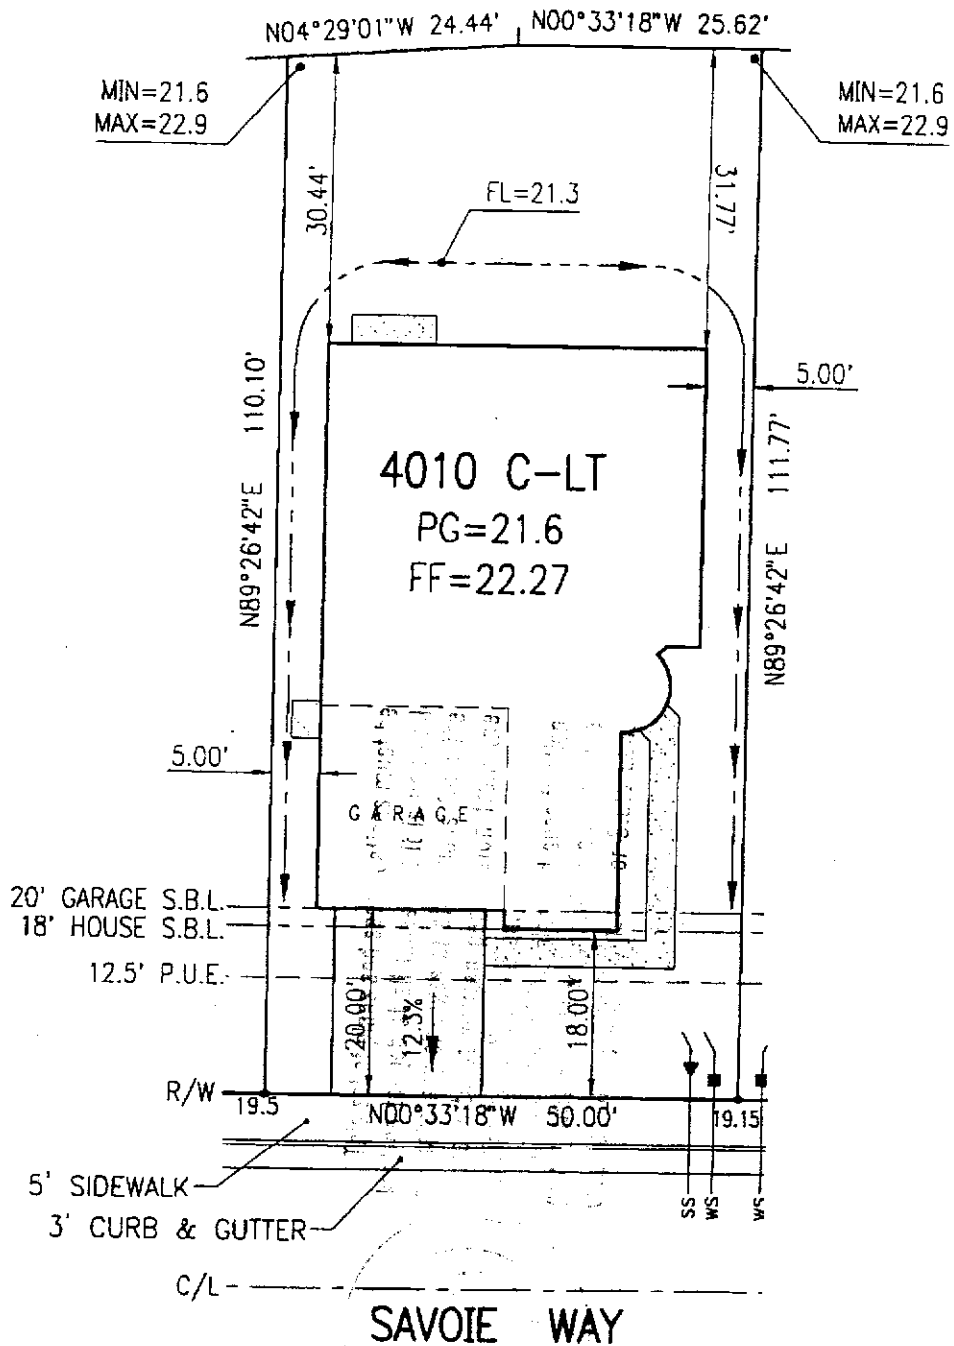 N04°29'01"W 24.44' N00°33'18"W 25.62'
MIN=21.6
MAX=22.9
MIN=21.6
MAX=22.9
30.44'
FL=21.3
31.77'
5.00'
N89°26'42"E 110.10'
N89°26'42"E 111.77'
4010 C-LT
PG=21.6
FF=22.27
5.00'
GARAGE
20' GARAGE S.B.L.
18' HOUSE S.B.L.
12.5' P.U.E.
20.00'
12.3%
18.00'
R/W
19.5
N00°33'18"W 50.00'
19.15
5' SIDEWALK
3' CURB & GUTTER
SS
WS
WS
C/L
SAVOIE WAY